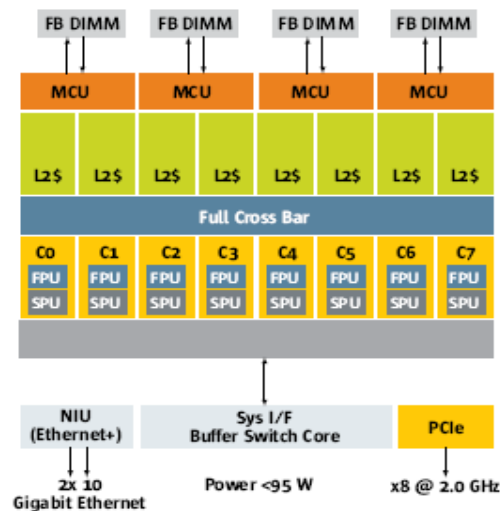 FB DIMM FB DIMM FB DIMM FB DIMM
MCU MCU MCU MCU
L2$ L2$ L2$ L2$ L2$ L2$ L2$ L2$
Full Cross Bar
C0 C1 C2 C3 C4 C5 C6 C7
FPU FPU FPU FPU FPU FPU FPU FPU
SPU SPU SPU SPU SPU SPU SPU SPU
NIU
(Ethernet+)
Sys I/F
Buffer Switch Core
PCIe
2x 10
Gigabit Ethernet
Power <95 W
x8 @ 2.0 GHz